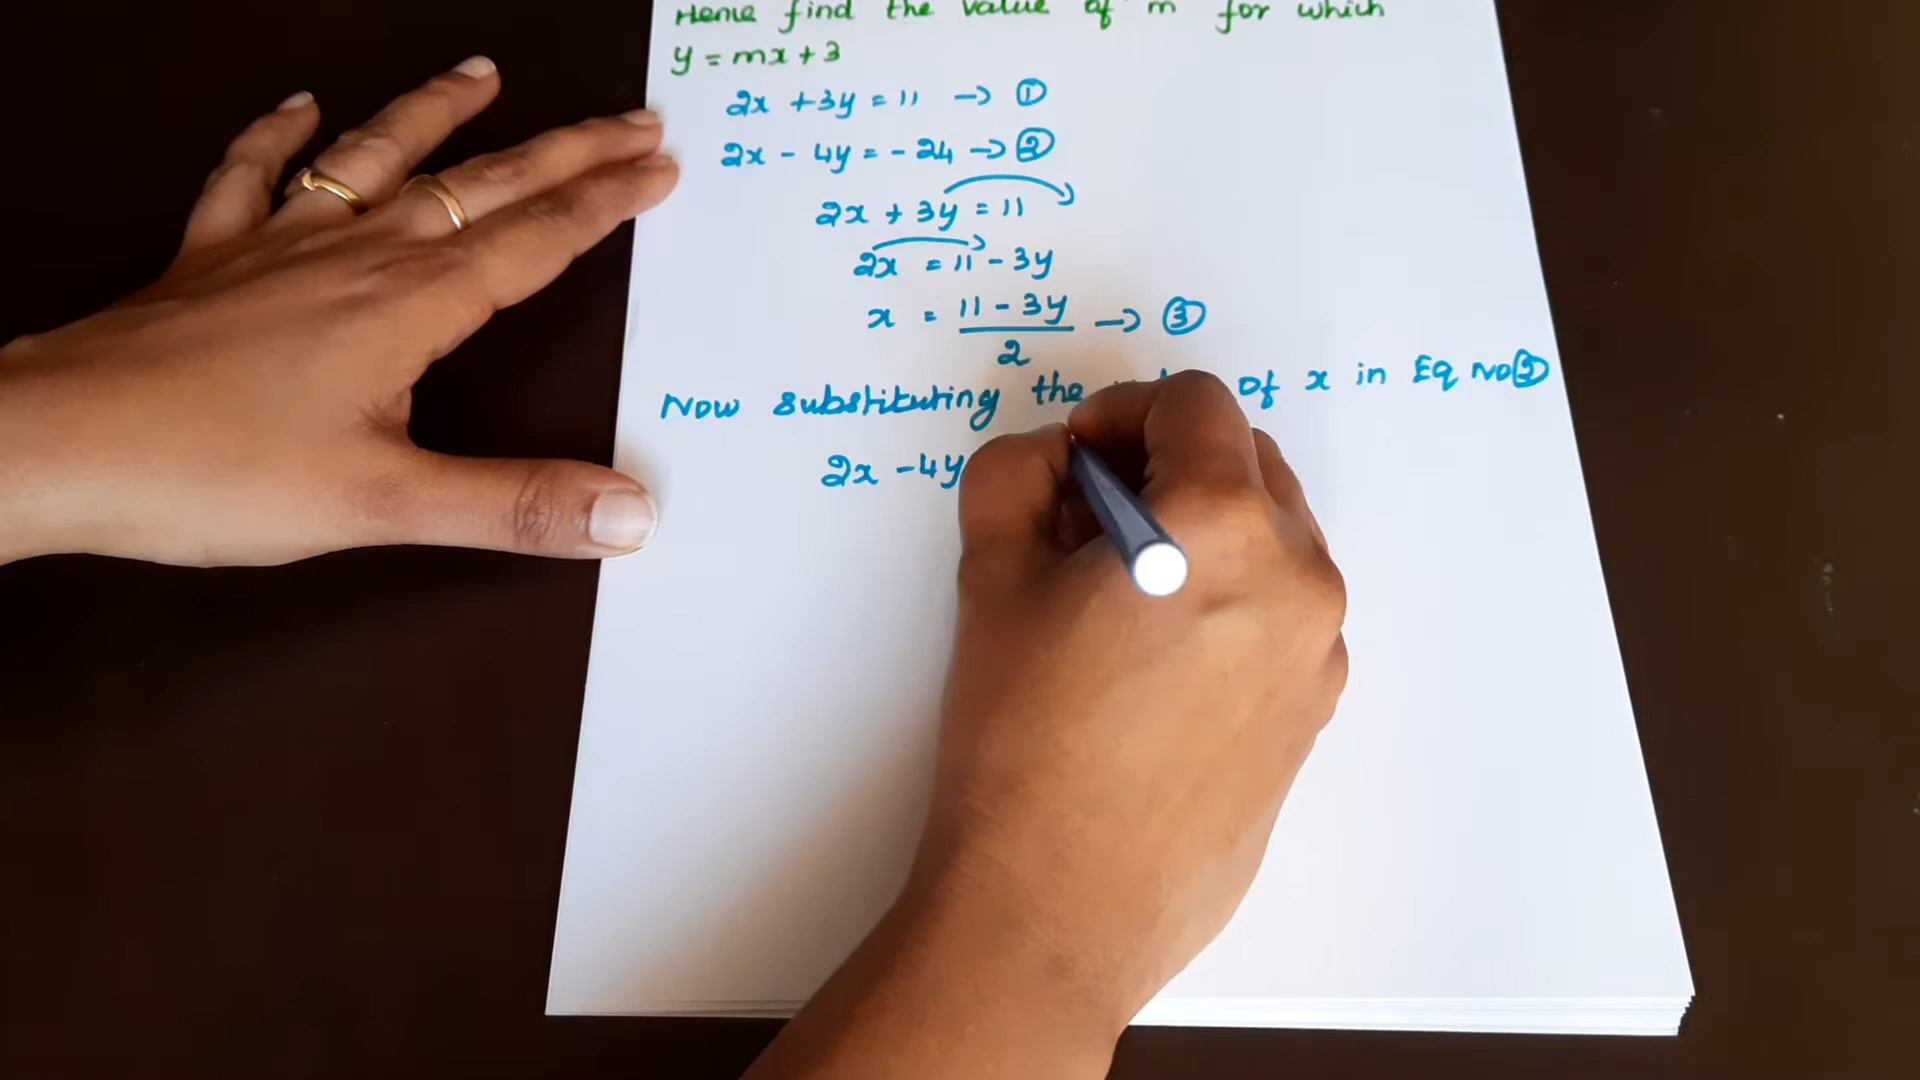 Hence find the value of m for which
y = mx + 3
2x + 3y = 11 → ①
2x - 4y = - 24 → ②
2x + 3y = 11
2x = 11 - 3y
x = 11 - 3y → ③
2
Now substituting the of x in Eq No ②
2x - 4y